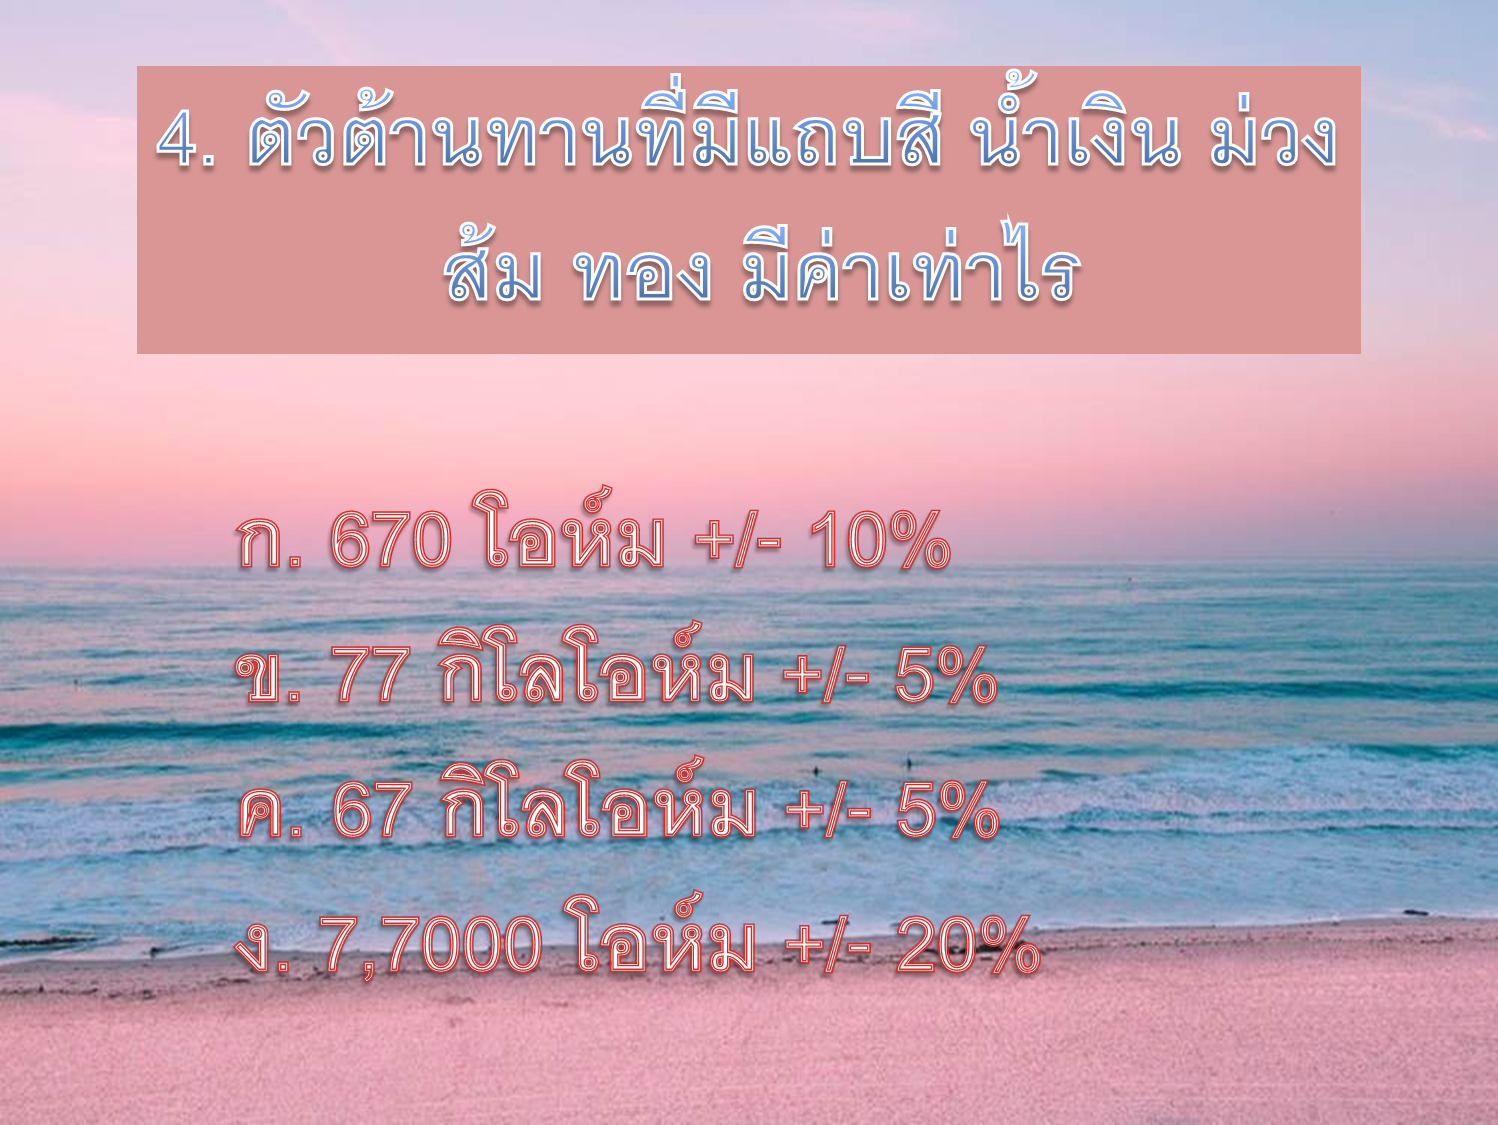 4. ตัวต้านทานที่มีแถบสี น้ำเงิน ม่วง
ส้ม ทอง มีค่าเท่าไร
ก. 670 โอห์ม +/- 10%
ข. 77 กิโลโอห์ม +/- 5%
ค. 67 กิโลโอห์ม +/- 5%
ง. 7,7000 โอห์ม +/- 20%